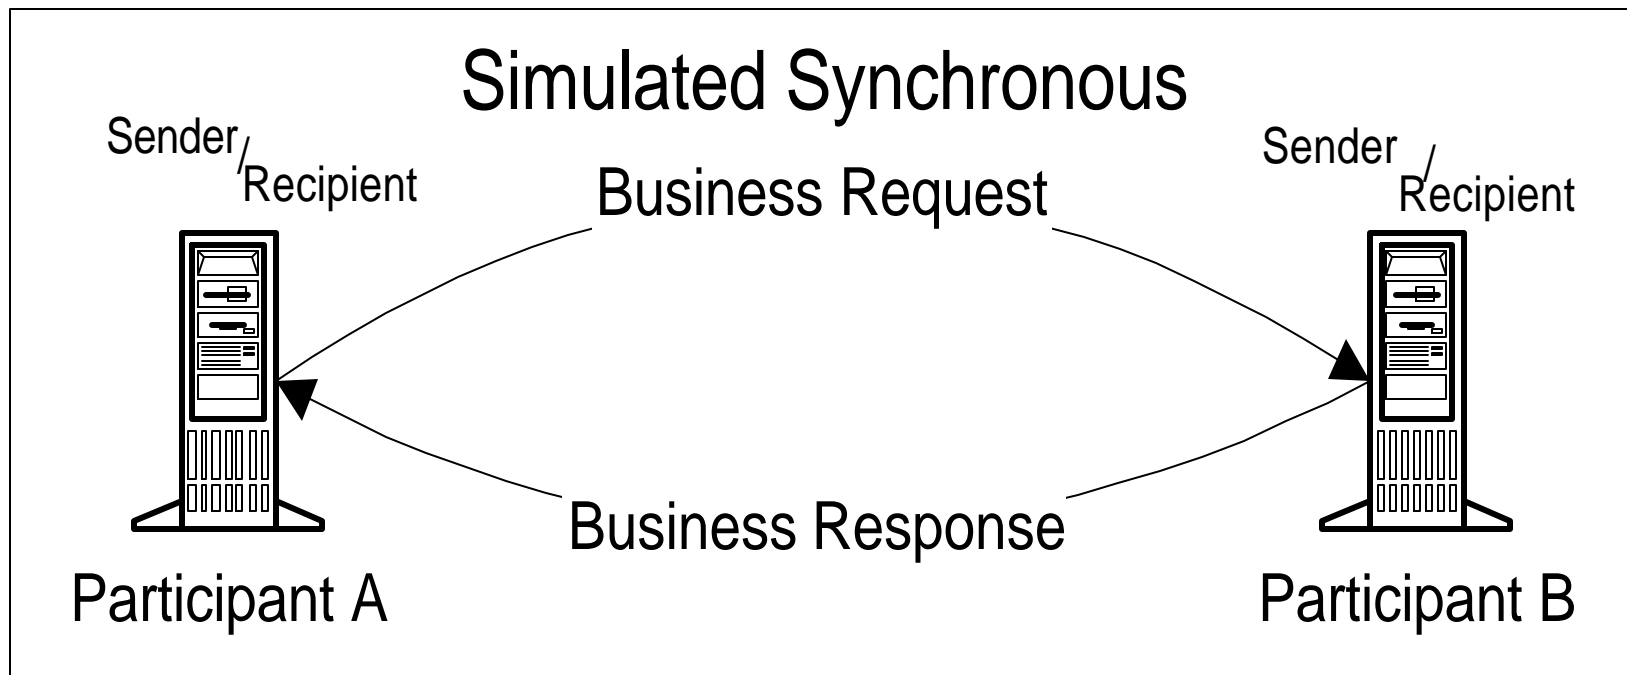 Simulated Synchronous
Sender/
Recipient
Sender /
Recipient
Business Request
Business Response
Participant A
Participant B